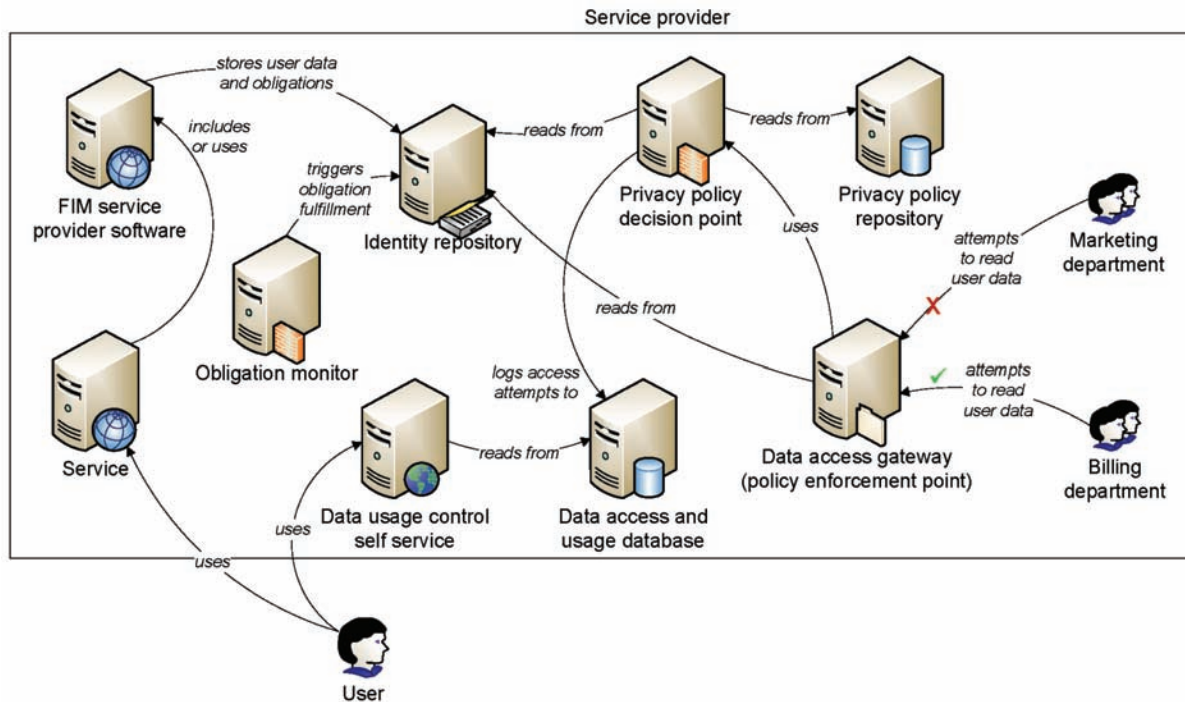 Service provider
stores user data
and obligations
includes
or uses
reads from
reads from
FIM service
provider software
triggers
obligation
fulfillment
Identity repository
Privacy policy
decision point
Privacy policy
repository
uses
attempts
to read
user data
Marketing
department
reads from
Obligation monitor
logs access
attempts to
attempts
to read
user data
Service
reads from
Data access gateway
(policy enforcement point)
Billing
department
uses
Data usage control
self service
Data access and
usage database
uses
User